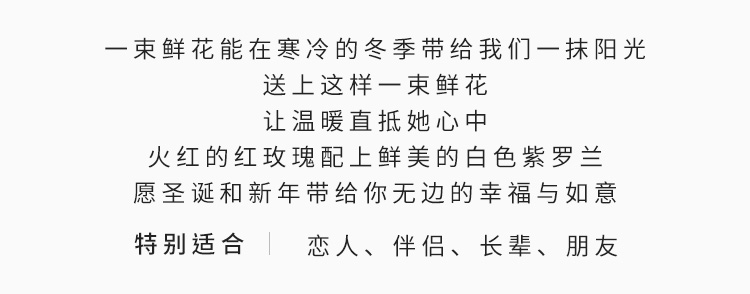 一束鲜花能在寒冷的冬季带给我们一抹阳光
送上这样一束鲜花
让温暖直抵她心中
火红的红玫瑰配上鲜美的白色紫罗兰
愿圣诞和新年带给你无边的幸福与如意
特别适合 | 恋人、伴侣、长辈、朋友